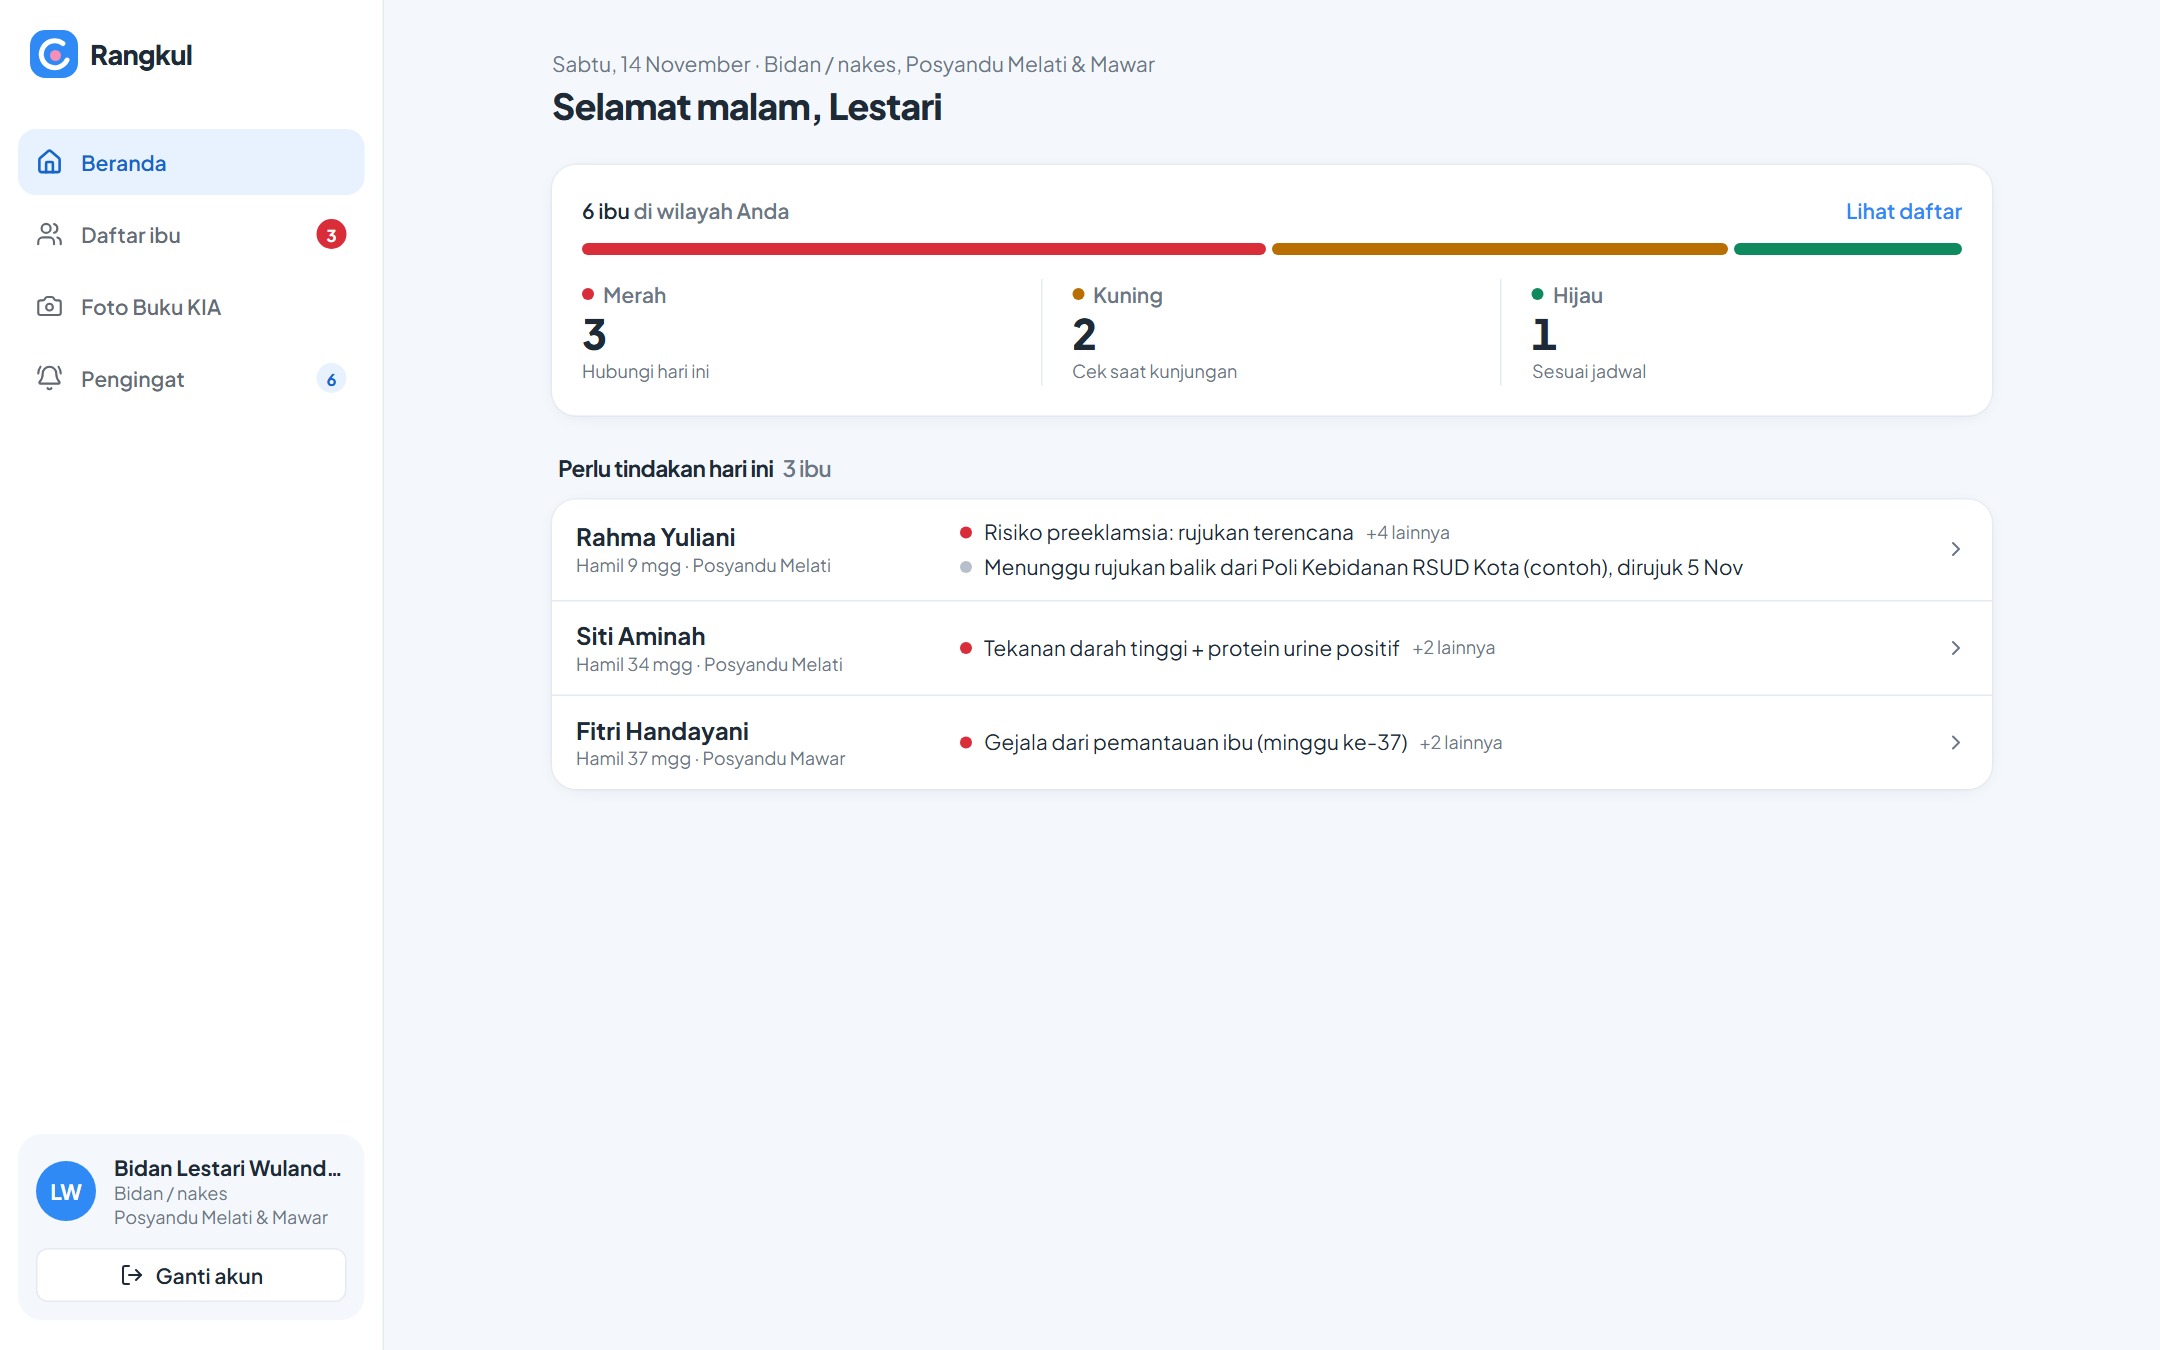 Rangkul
Beranda
Daftar ibu 3
Foto Buku KIA
Pengingat 6
Bidan Lestari Wuland...
Bidan / nakes
Posyandu Melati & Mawar
LW
Ganti akun
Sabtu, 14 November · Bidan / nakes, Posyandu Melati & Mawar
Selamat malam, Lestari
6 ibu di wilayah Anda
Lihat daftar
Merah
3
Hubungi hari ini
Kuning
2
Cek saat kunjungan
Hijau
1
Sesuai jadwal
Perlu tindakan hari ini 3 ibu
Rahma Yuliani
Hamil 9 mgg · Posyandu Melati
Risiko preeklamsia: rujukan terencana +4 lainnya
Menunggu rujukan balik dari Poli Kebidanan RSUD Kota (contoh), dirujuk 5 Nov
Siti Aminah
Hamil 34 mgg · Posyandu Melati
Tekanan darah tinggi + protein urine positif +2 lainnya
Fitri Handayani
Hamil 37 mgg · Posyandu Mawar
Gejala dari pemantauan ibu (minggu ke-37) +2 lainnya